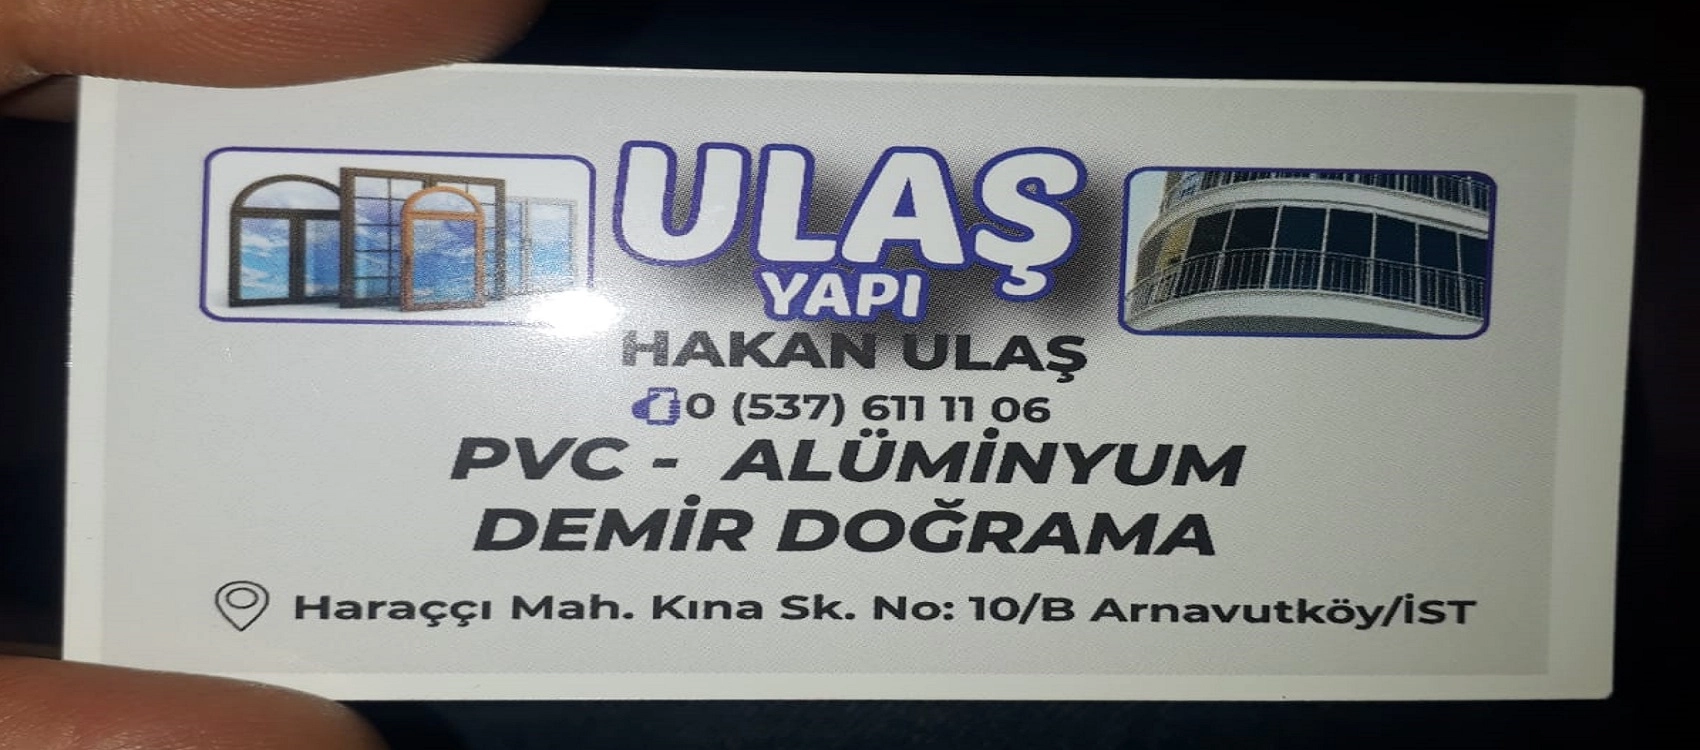 ULAŞ
YAPI
HAKAN ULAŞ
0 (537) 611 11 06
PVC - ALÜMİNYUM
DEMİR DOĞRAMA
Haraççı Mah. Kına Sk. No: 10/B Arnavutköy/İST